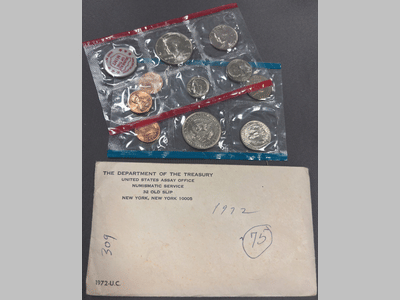 THE DEPARTMENT OF THE TREASURY
UNITED STATES ASSAY OFFICE
NUMISMATIC SERVICE
32 OLD SLIP
NEW YORK, NEW YORK 10005
1972
75
309
1972-U.C.